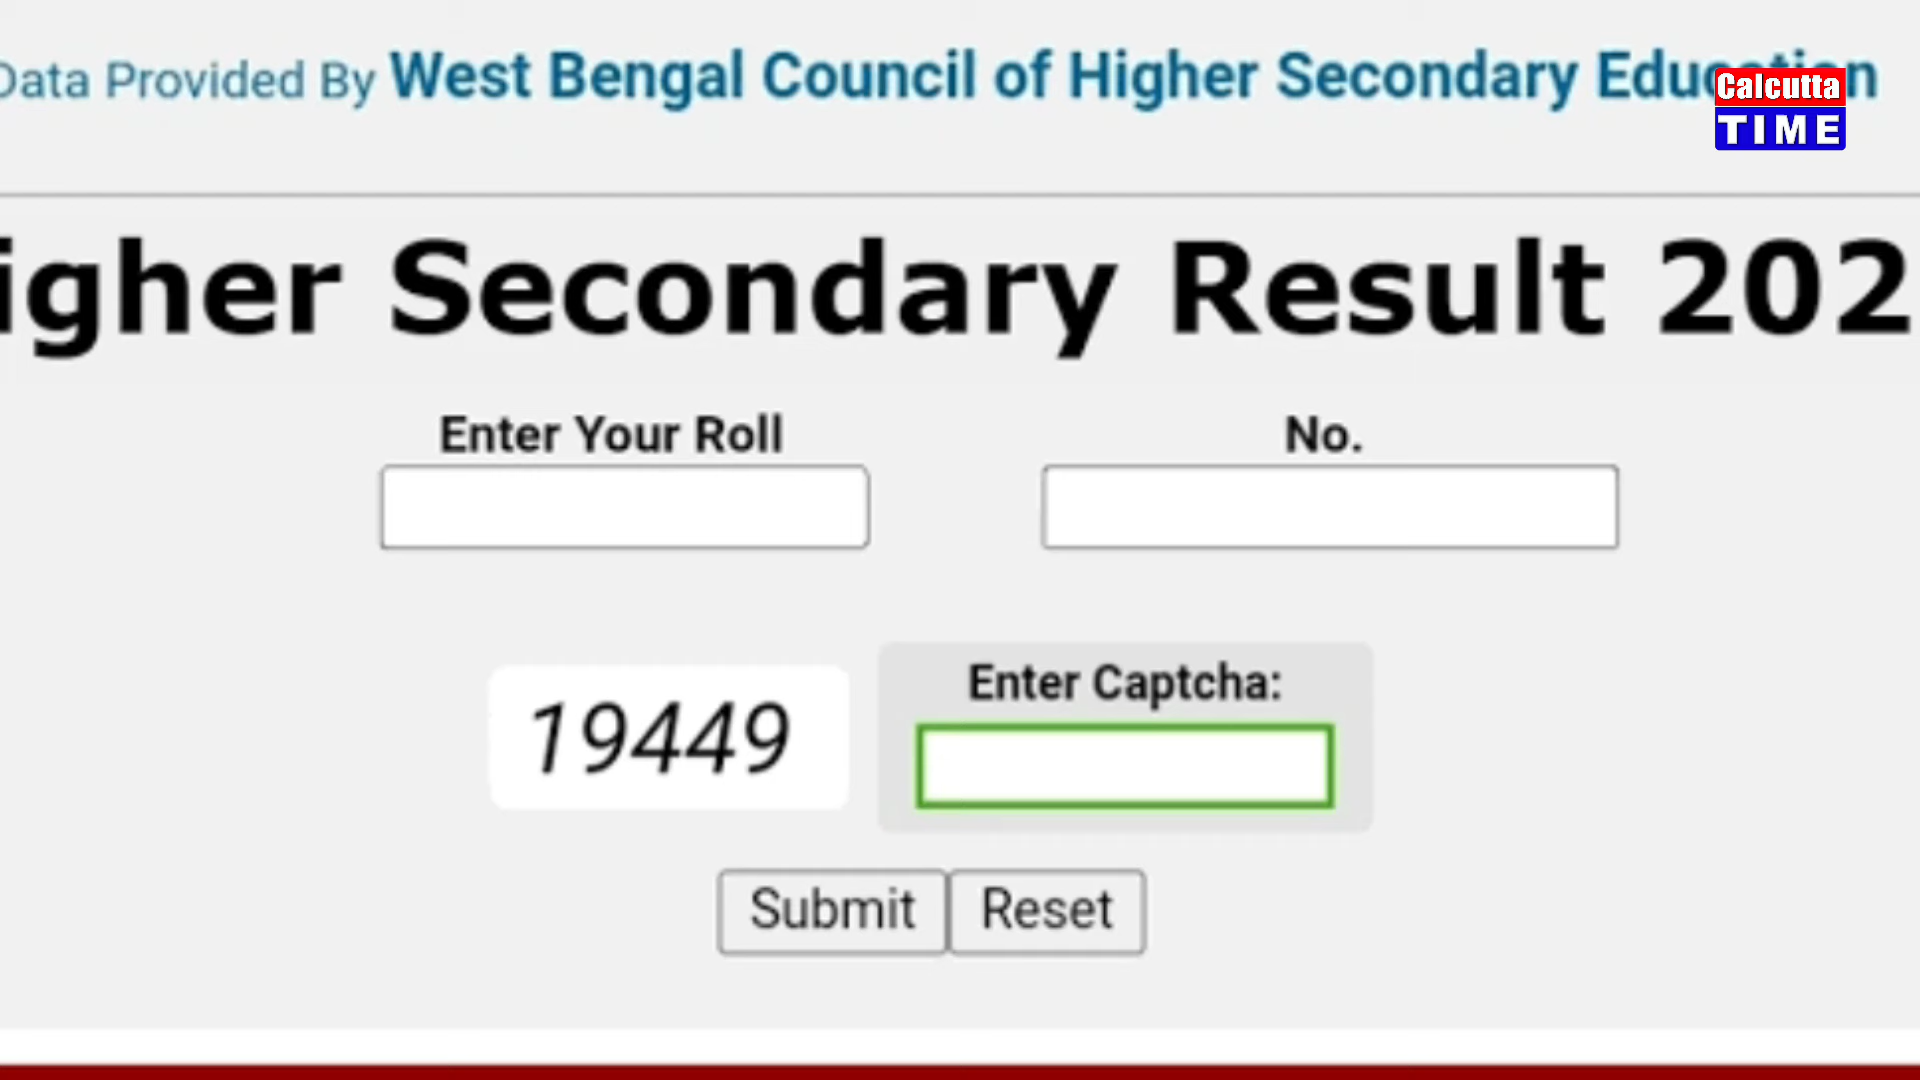 Data Provided By West Bengal Council of Higher Secondary Education
Calcutta
TIME
igher Secondary Result 202
Enter Your Roll
No.
19449
Enter Captcha:
Submit
Reset